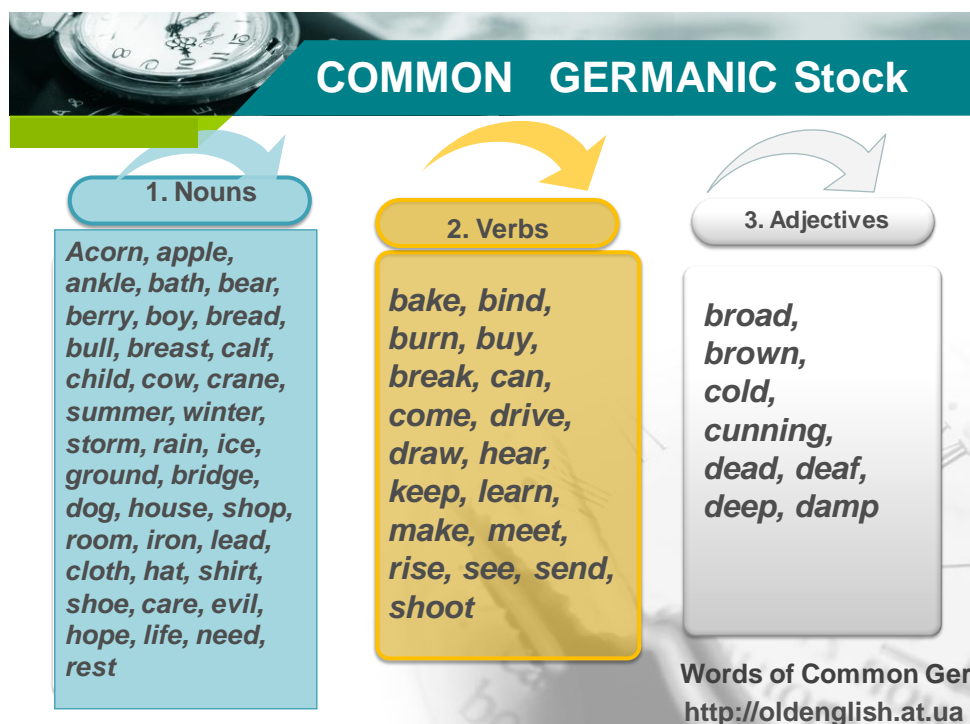 COMMON GERMANIC Stock
1. Nouns
Acorn, apple,
ankle, bath, bear,
berry, boy, bread,
bull, breast, calf,
child, cow, crane,
summer, winter,
storm, rain, ice,
ground, bridge,
dog, house, shop,
room, iron, lead,
cloth, hat, shirt,
shoe, care, evil,
hope, life, need,
rest
2. Verbs
bake, bind,
burn, buy,
break, can,
come, drive,
draw, hear,
keep, learn,
make, meet,
rise, see, send,
shoot
3. Adjectives
broad,
brown,
cold,
cunning,
dead, deaf,
deep, damp
Words of Common Ger
http://oldenglish.at.ua